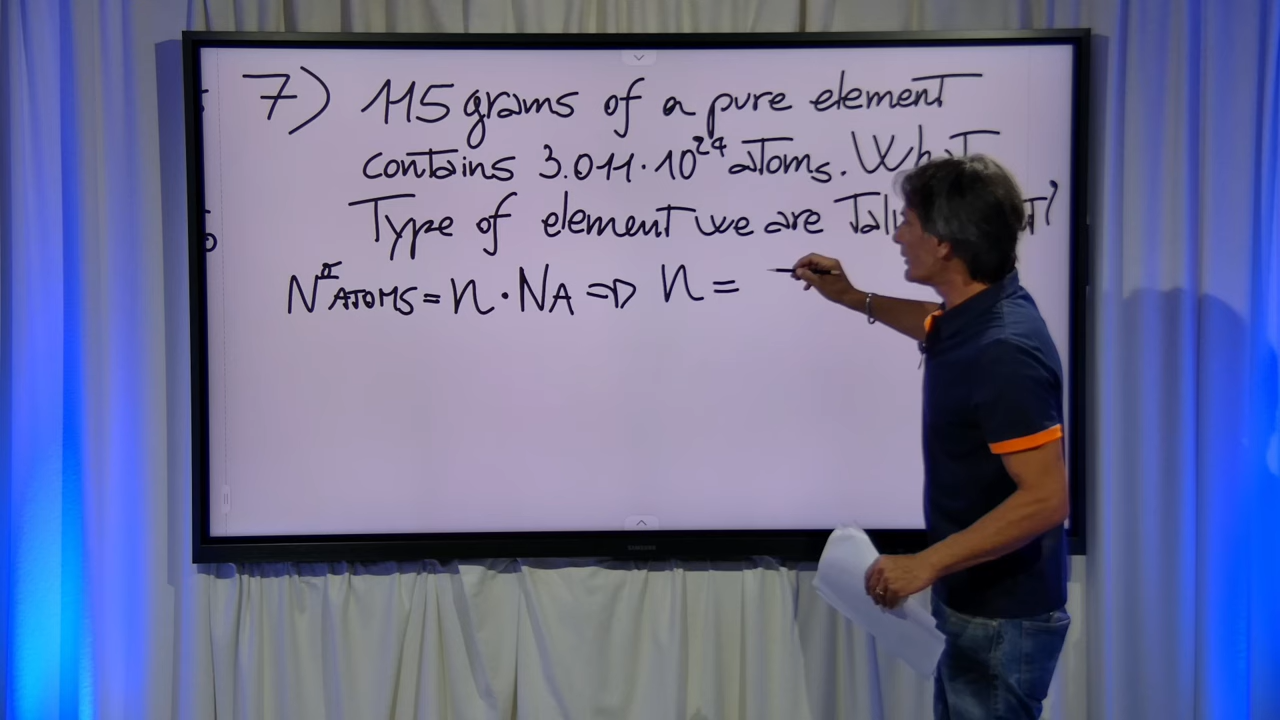 7) 115 grams of a pure element
contains 3.011·10²⁴ atoms. What
Type of element we are
N° ATOMS = n · NA => n =
SAMSUNG